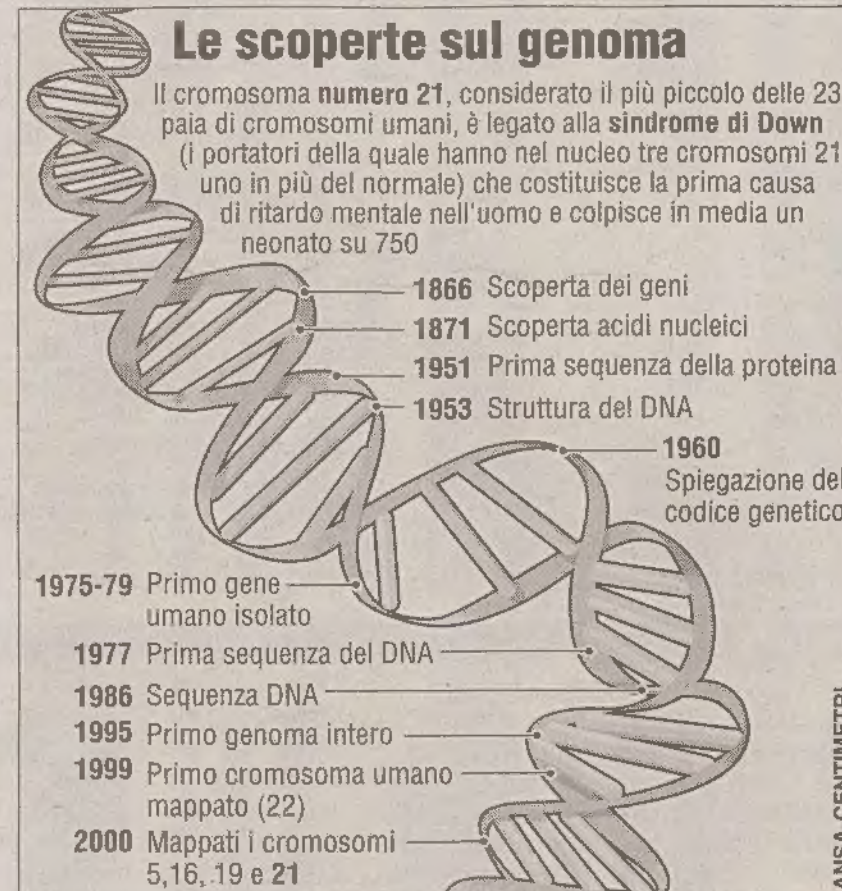 Le scoperte sul genoma
Il cromosoma numero 21, considerato il più piccolo delle 23
paia di cromosomi umani, è legato alla sindrome di Down
(i portatori della quale hanno nel nucleo tre cromosomi 21
uno in più del normale) che costituisce la prima causa
di ritardo mentale nell'uomo e colpisce in media un
neonato su 750
1866 Scoperta dei geni
1871 Scoperta acidi nucleici
1951 Prima sequenza della proteina
1953 Struttura del DNA
1960
Spiegazione del
codice genetico
1975-79 Primo gene
umano isolato
1977 Prima sequenza del DNA
1986 Sequenza DNA
1995 Primo genoma intero
1999 Primo cromosoma umano
mappato (22)
2000 Mappati i cromosomi
5,16, 19 e 21
ANSA CENTIMETRI